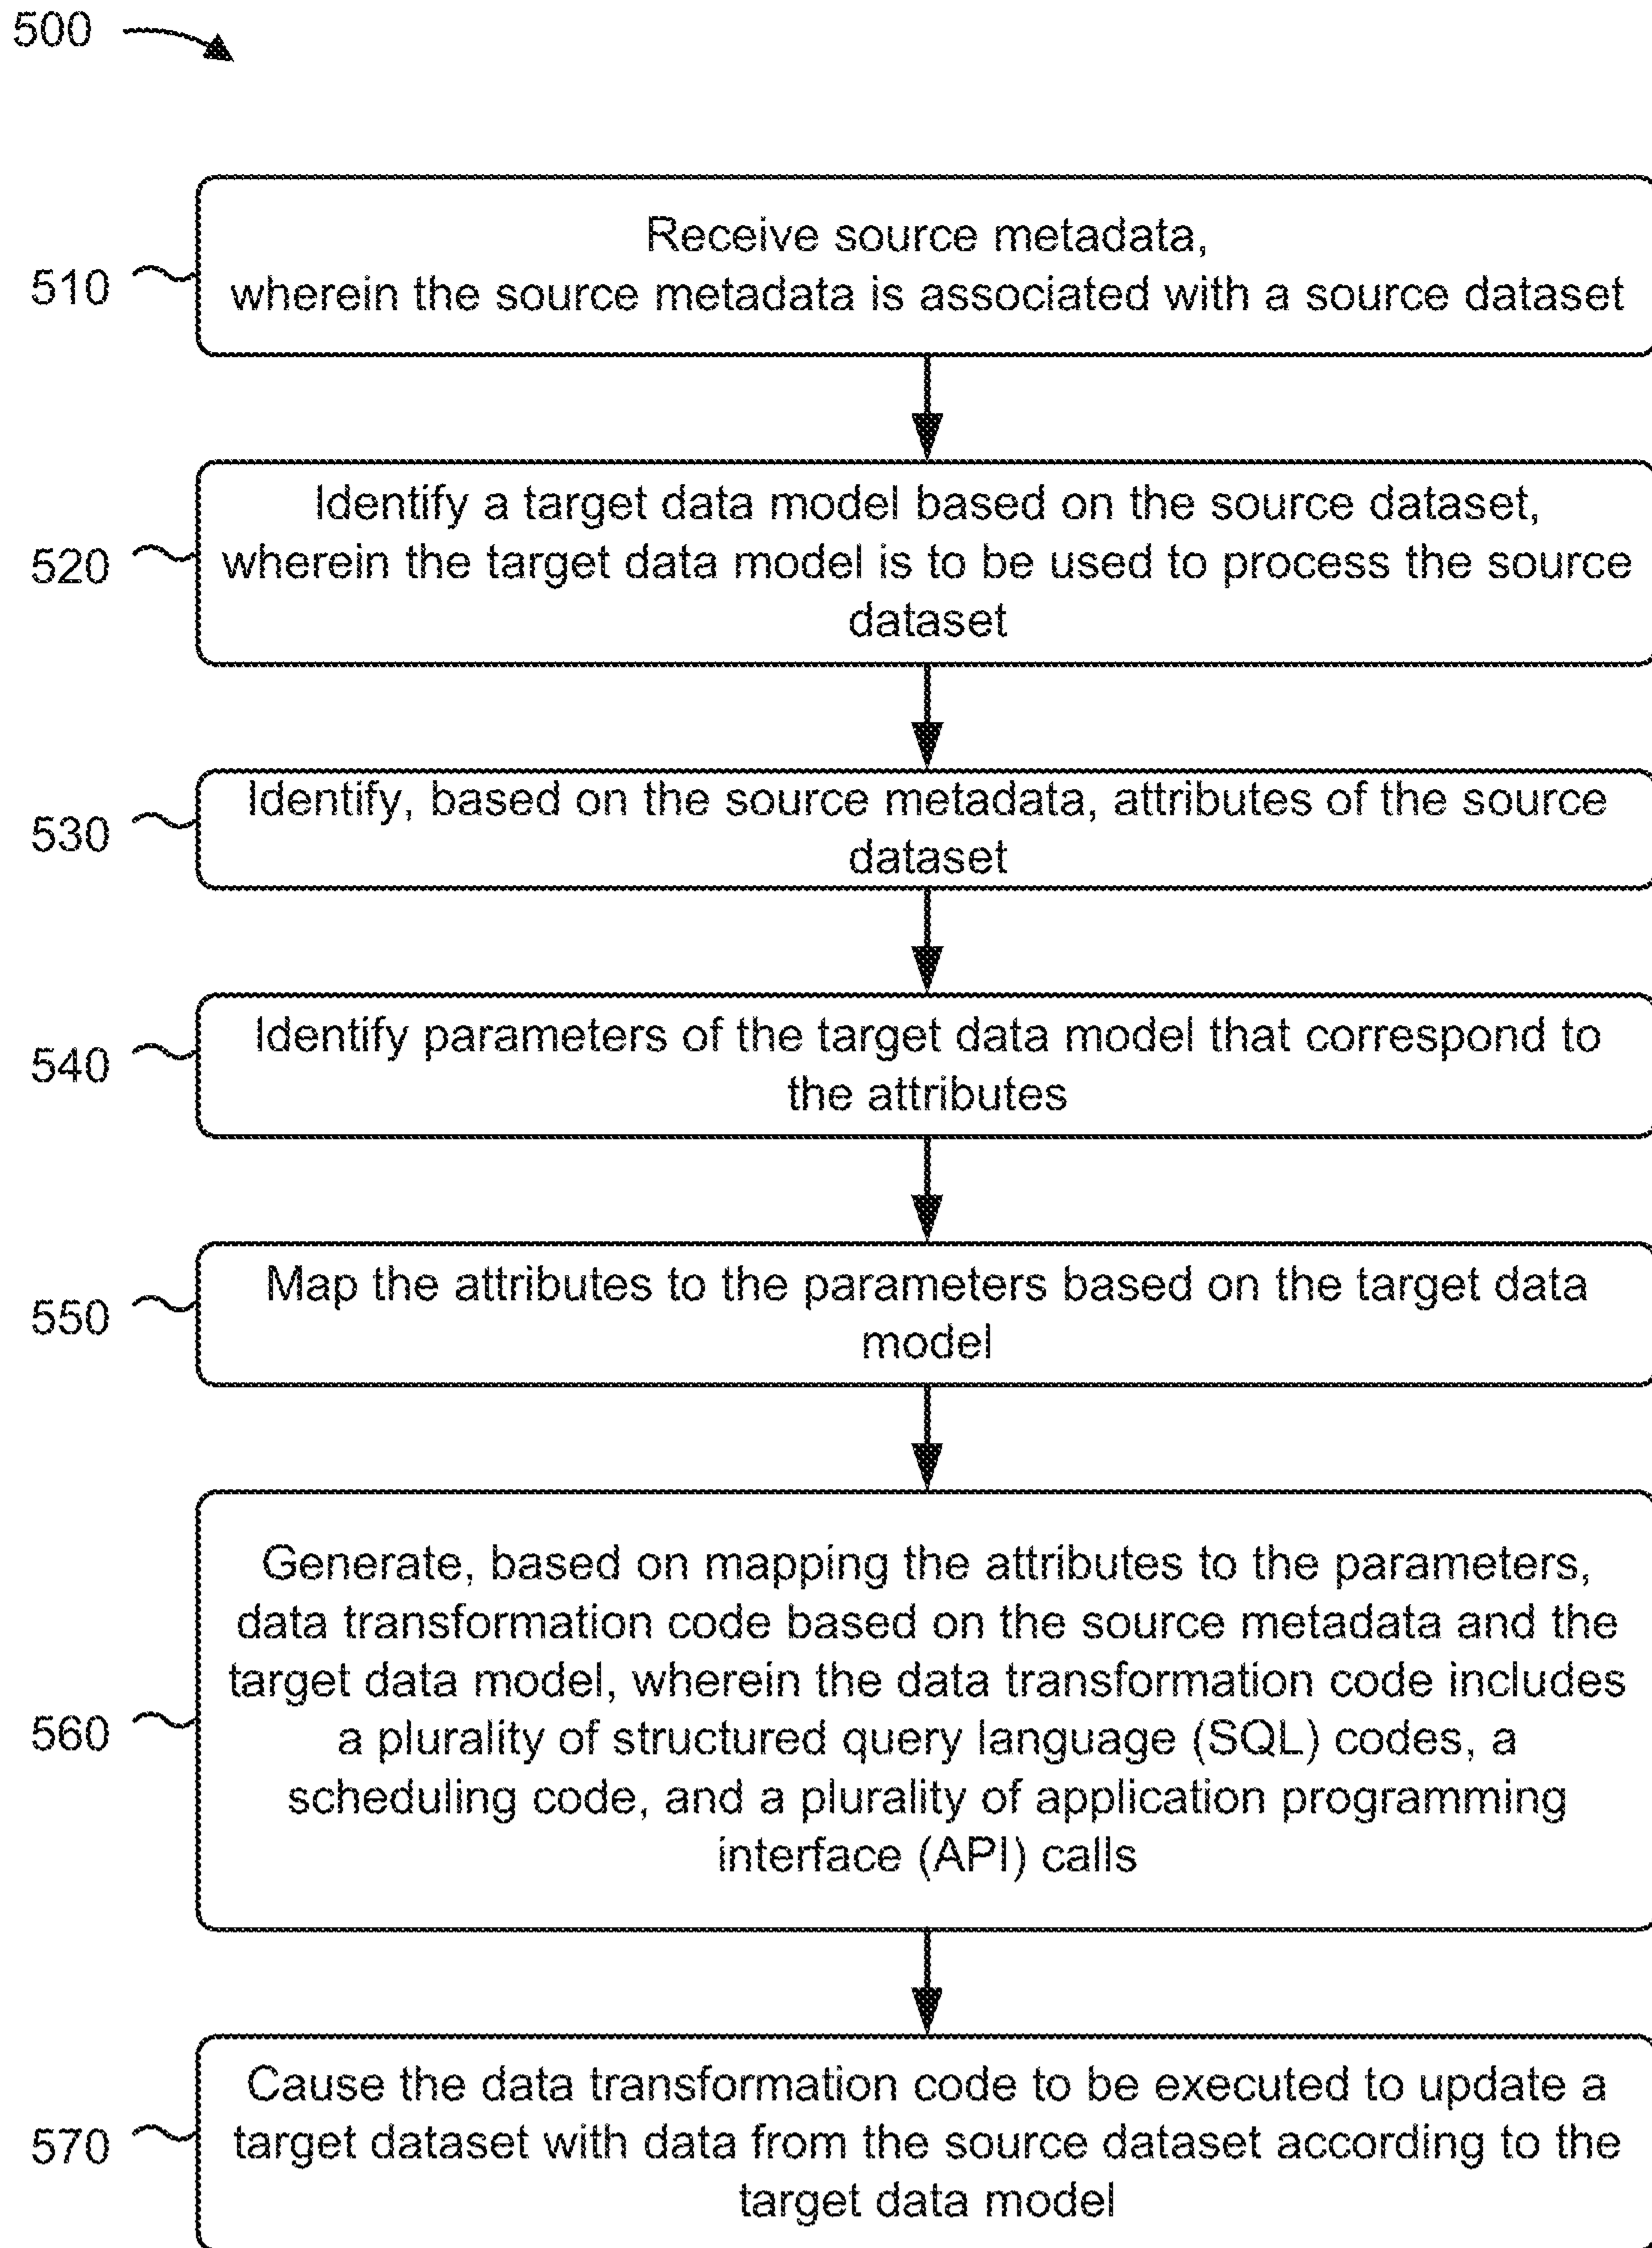 500
510
Receive source metadata,
wherein the source metadata is associated with a source dataset
520
Identify a target data model based on the source dataset,
wherein the target data model is to be used to process the source
dataset
530
Identify, based on the source metadata, attributes of the source
dataset
540
Identify parameters of the target data model that correspond to
the attributes
550
Map the attributes to the parameters based on the target data
model
560
Generate, based on mapping the attributes to the parameters,
data transformation code based on the source metadata and the
target data model, wherein the data transformation code includes
a plurality of structured query language (SQL) codes, a
scheduling code, and a plurality of application programming
interface (API) calls
570
Cause the data transformation code to be executed to update a
target dataset with data from the source dataset according to the
target data model